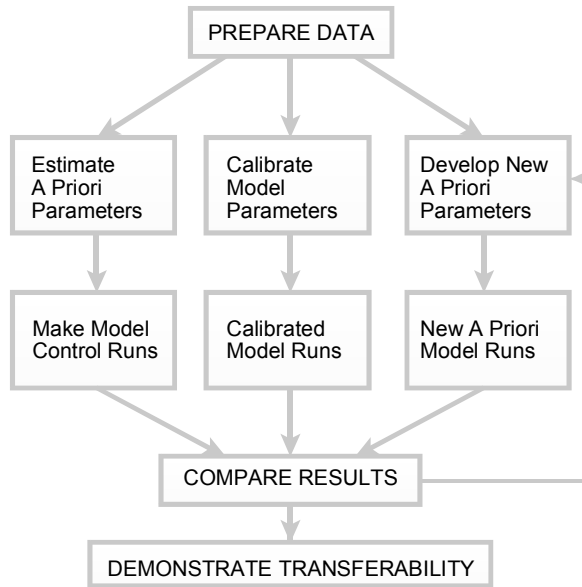 PREPARE DATA
Estimate
A Priori
Parameters
Calibrate
Model
Parameters
Develop New
A Priori
Parameters
Make Model
Control Runs
Calibrated
Model Runs
New A Priori
Model Runs
COMPARE RESULTS
DEMONSTRATE TRANSFERABILITY